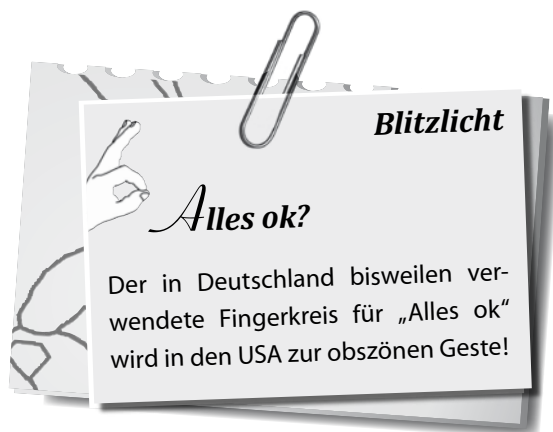 Blitzlicht
Alles ok?
Der in Deutschland bisweilen ver-
wendete Fingerkreis für „Alles ok“
wird in den USA zur obszönen Geste!